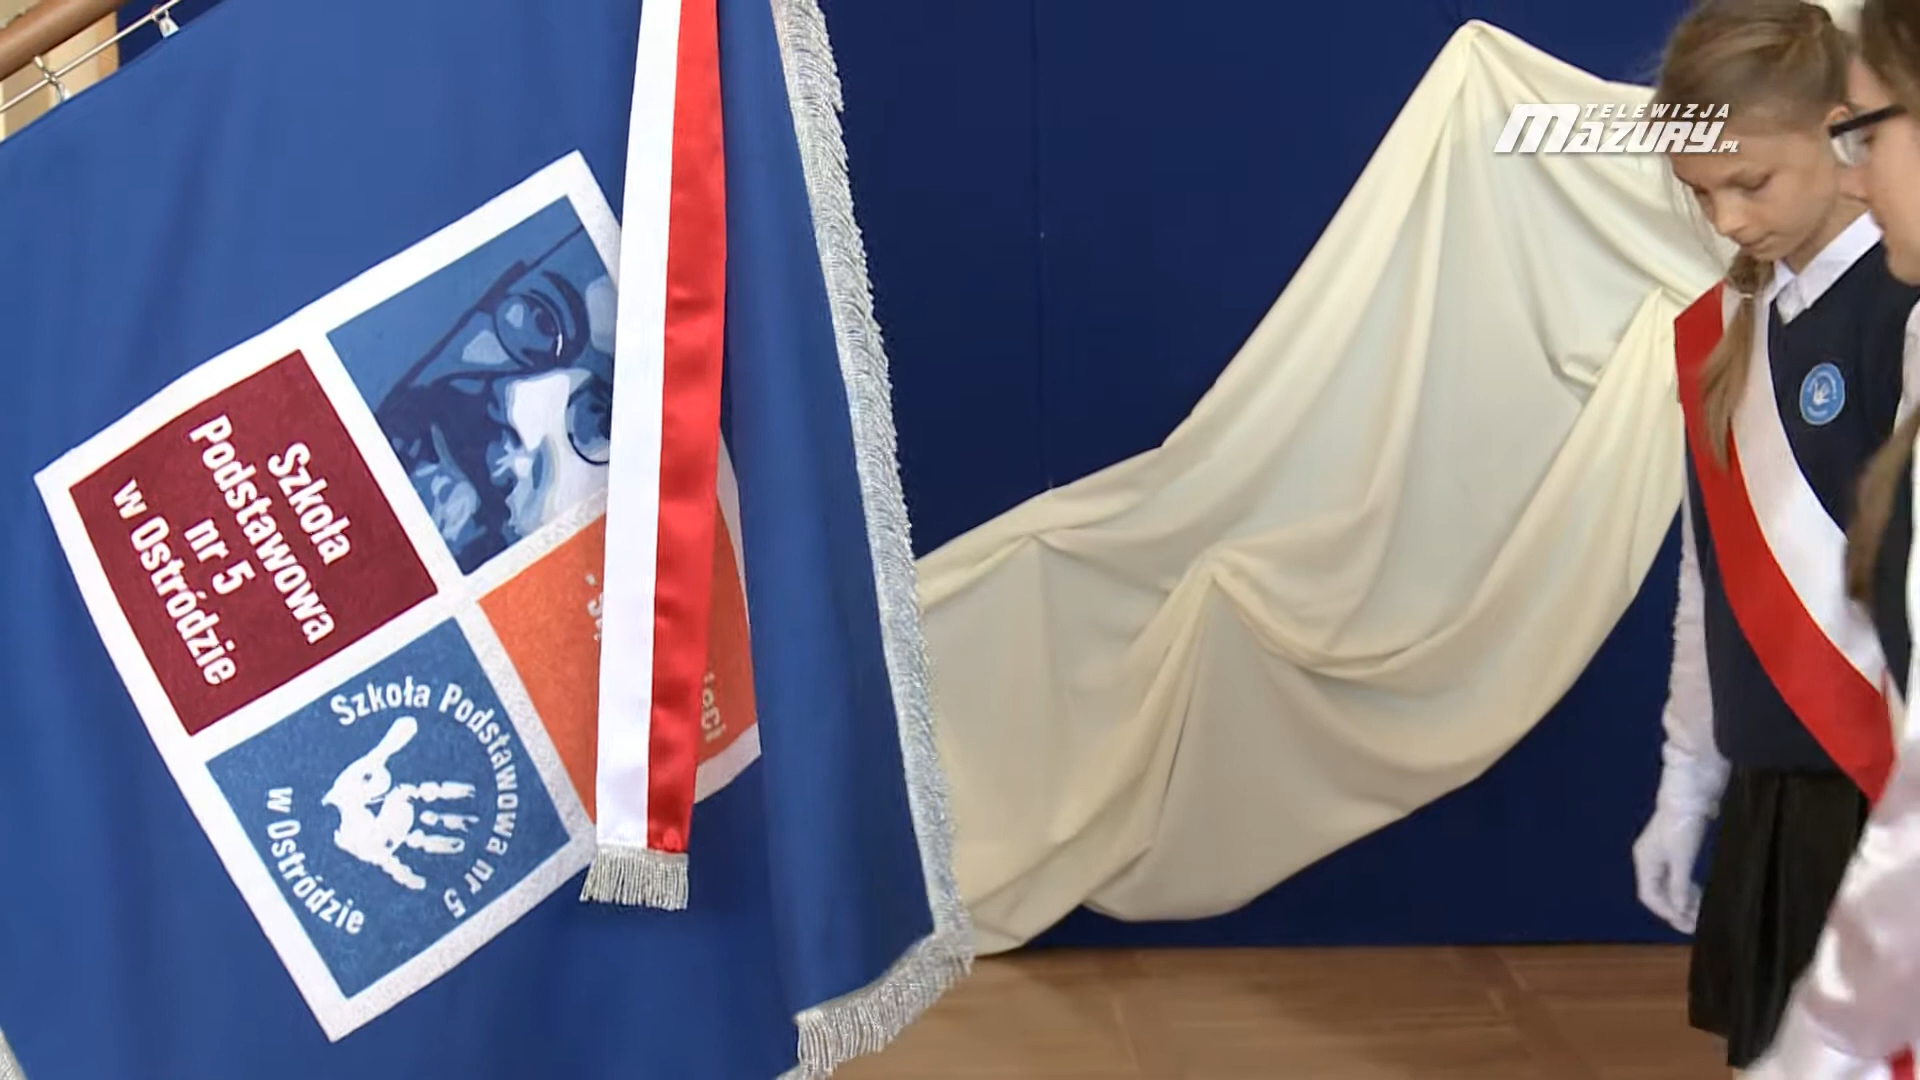 TELEWIZJA
MAZURY.PL
Szkoła
Podstawowa
nr 5
w Ostródzie
Szkoła Podstawowa nr 5
w Ostródzie